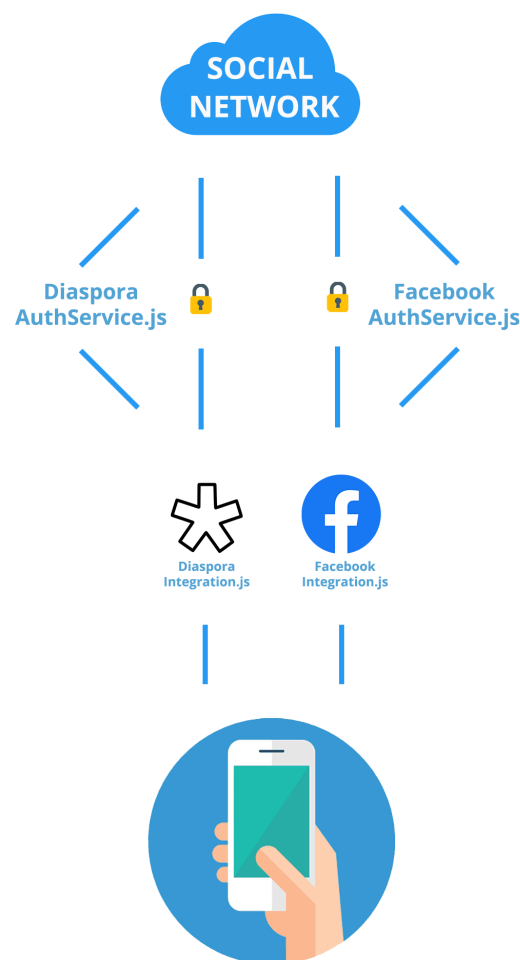 SOCIAL
NETWORK
Diaspora
AuthService.js
Facebook
AuthService.js
Diaspora
Integration.js
Facebook
Integration.js